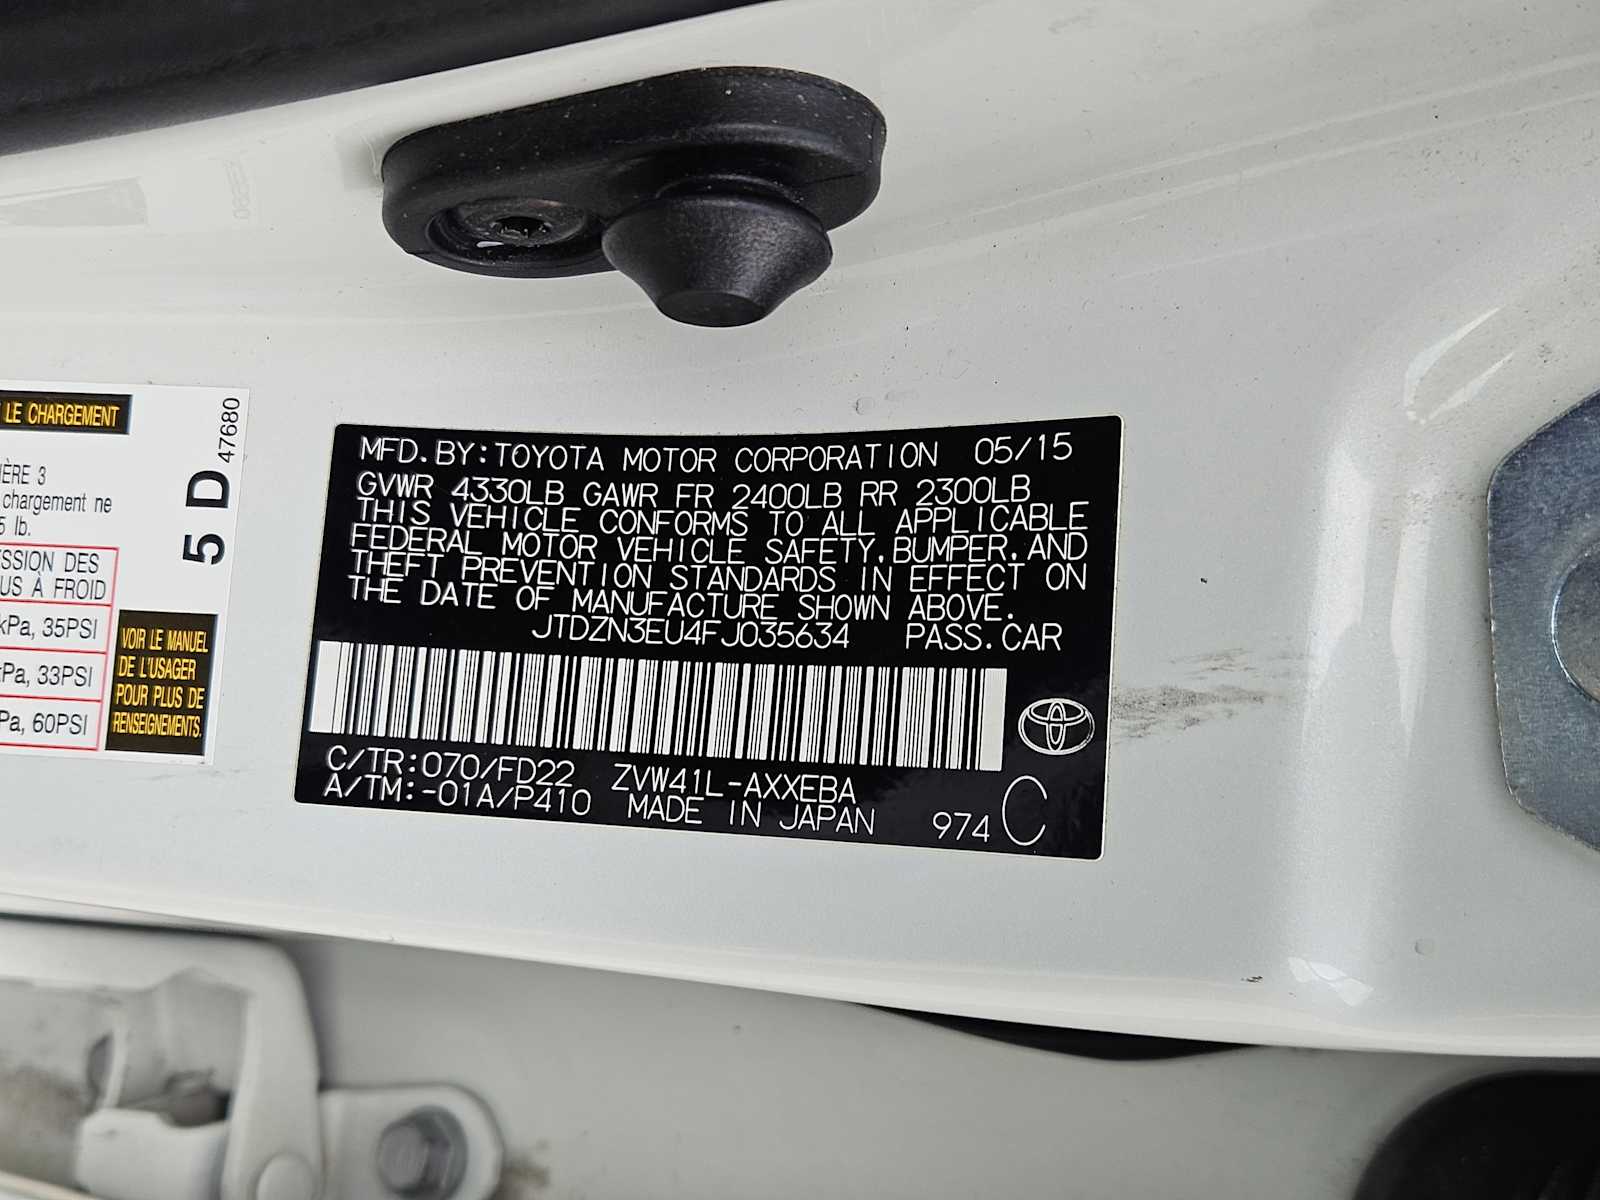 LE CHARGEMENT
47680
5 D
IÈRE 3
chargement ne
5 lb.
ESSION DES
US À FROID
kPa, 35PSI
kPa, 33PSI
Pa, 60PSI
VOIR LE MANUEL
DE L'USAGER
POUR PLUS DE
RENSEIGNEMENTS.
MFD.BY:TOYOTA MOTOR CORPORATION 05/15
GVWR 4330LB GAWR FR 2400LB RR 2300LB
THIS VEHICLE CONFORMS TO ALL APPLICABLE
FEDERAL MOTOR VEHICLE SAFETY,BUMPER,AND
THEFT PREVENTION STANDARDS IN EFFECT ON
THE DATE OF MANUFACTURE SHOWN ABOVE.
JTDZN3EU4FJ035634 PASS.CAR
C/TR:070/FD22 ZVW41L-AXXEBA
A/TM:-01A/P410 MADE IN JAPAN 974 C